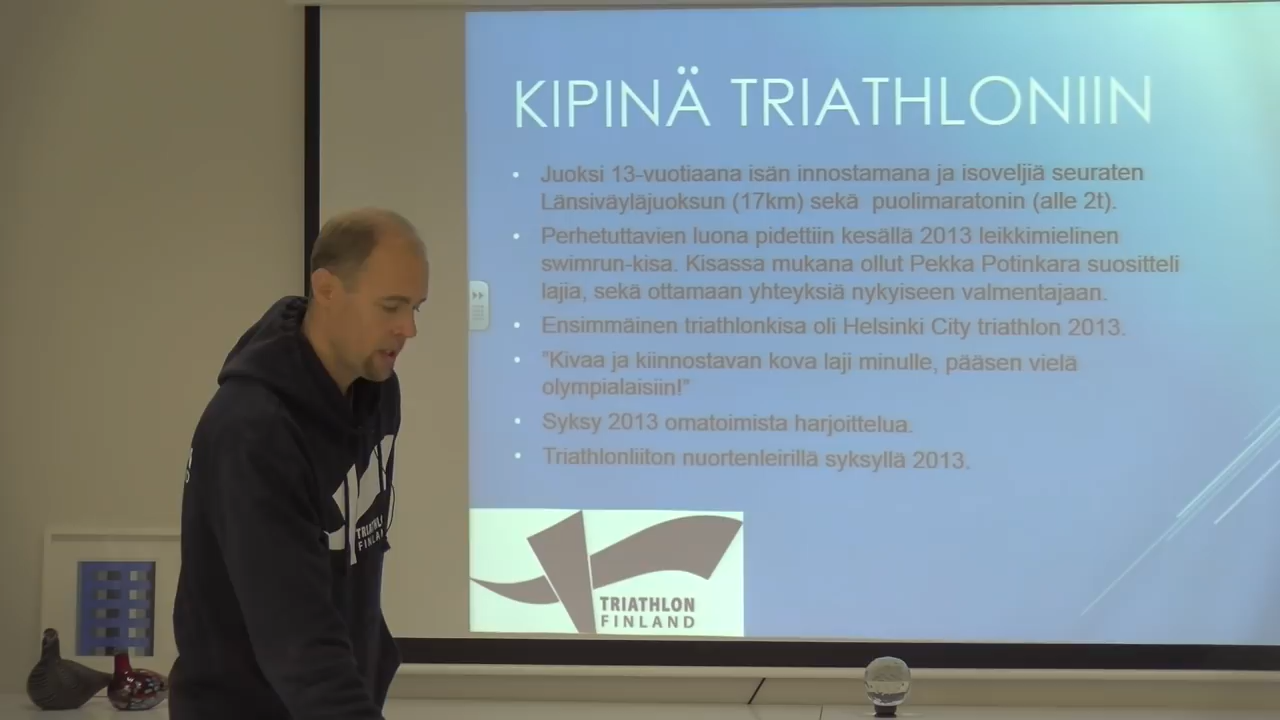 KIPINÄ TRIATHLONIIN
• Juoksi 13-vuotiaana isän innostamana ja isoveljiä seuraten
Länsiväyläjuoksun (17km) sekä puolimaratonin (alle 2t).
• Perhetuttavien luona pidettiin kesällä 2013 leikkimielinen
swimrun-kisa. Kisassa mukana ollut Pekka Potinkara suositteli
lajia, sekä ottamaan yhteyksiä nykyiseen valmentajaan.
• Ensimmäinen triathlonkisa oli Helsinki City triathlon 2013.
• ”Kivaa ja kiinnostavan kova laji minulle, pääsen vielä
olympialaisiin!”
• Syksy 2013 omatoimista harjoittelua.
• Triathlonliiton nuortenleirillä syksyllä 2013.
TRIATHLON
FINLAND